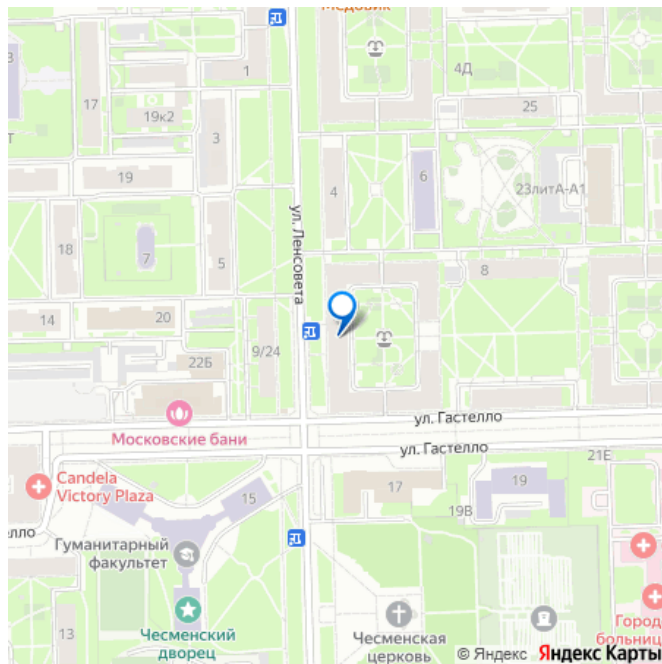 Медовик
3
1
4Д
17
25
19к2
3
Т
19
4
6
23литА-А1
ул. Ленсовета
18
7
5
8
14
20
9/24
22Б
ул. Гастелло
Московские бани
ул. Гастелло
21Е
Candela
Victory Plaza
17
19
15
19В
елло
Гуманитарный
факультет
Город
больниц
13
Чесменский
дворец
Чесменская
церковь
© Яндекс Яндекс Карты